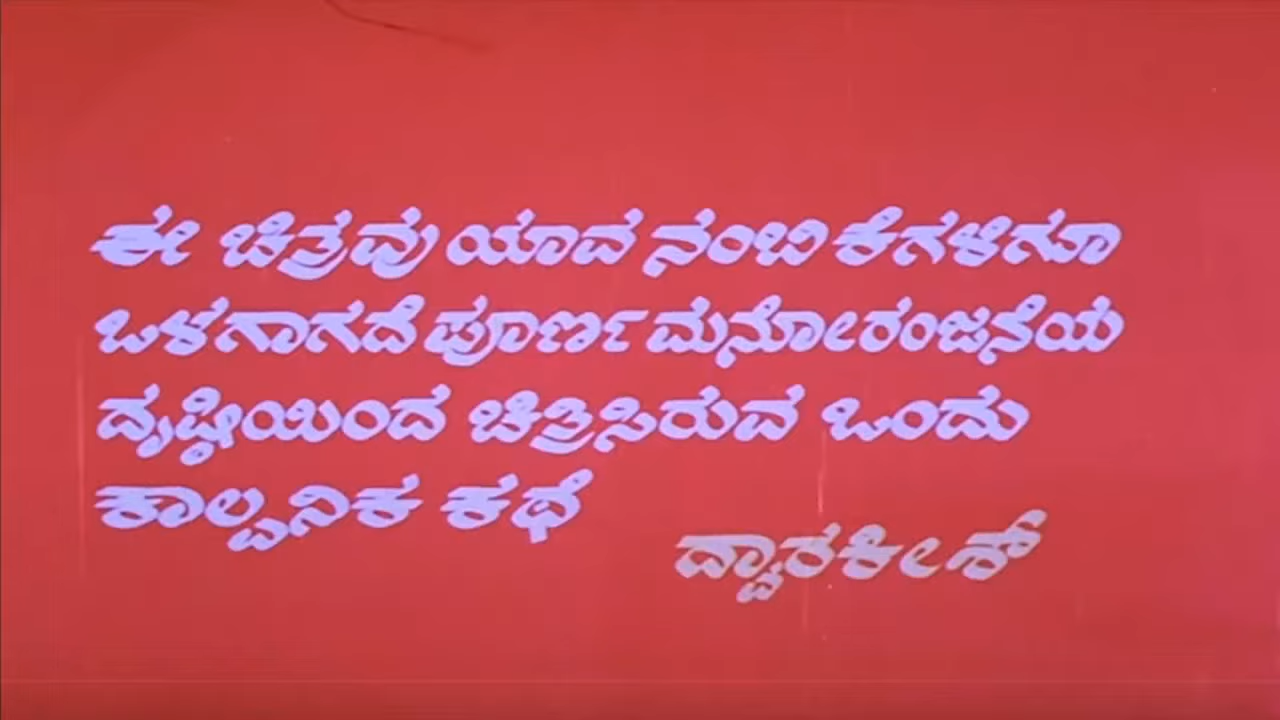 ಈ ಚಿತ್ರವು ಯಾವ ನಂಬಿಕೆಗಳಿಗೂ
ಒಳಗಾಗದೆ ಪೂರ್ಣ ಮನೋರಂಜನೆಯ
ದೃಷ್ಠಿಯಿಂದ ಚಿತ್ರಿಸಿರುವ ಒಂದು
ಕಾಲ್ಪನಿಕ ಕಥೆ
ದ್ವಾರಕೀಶ್